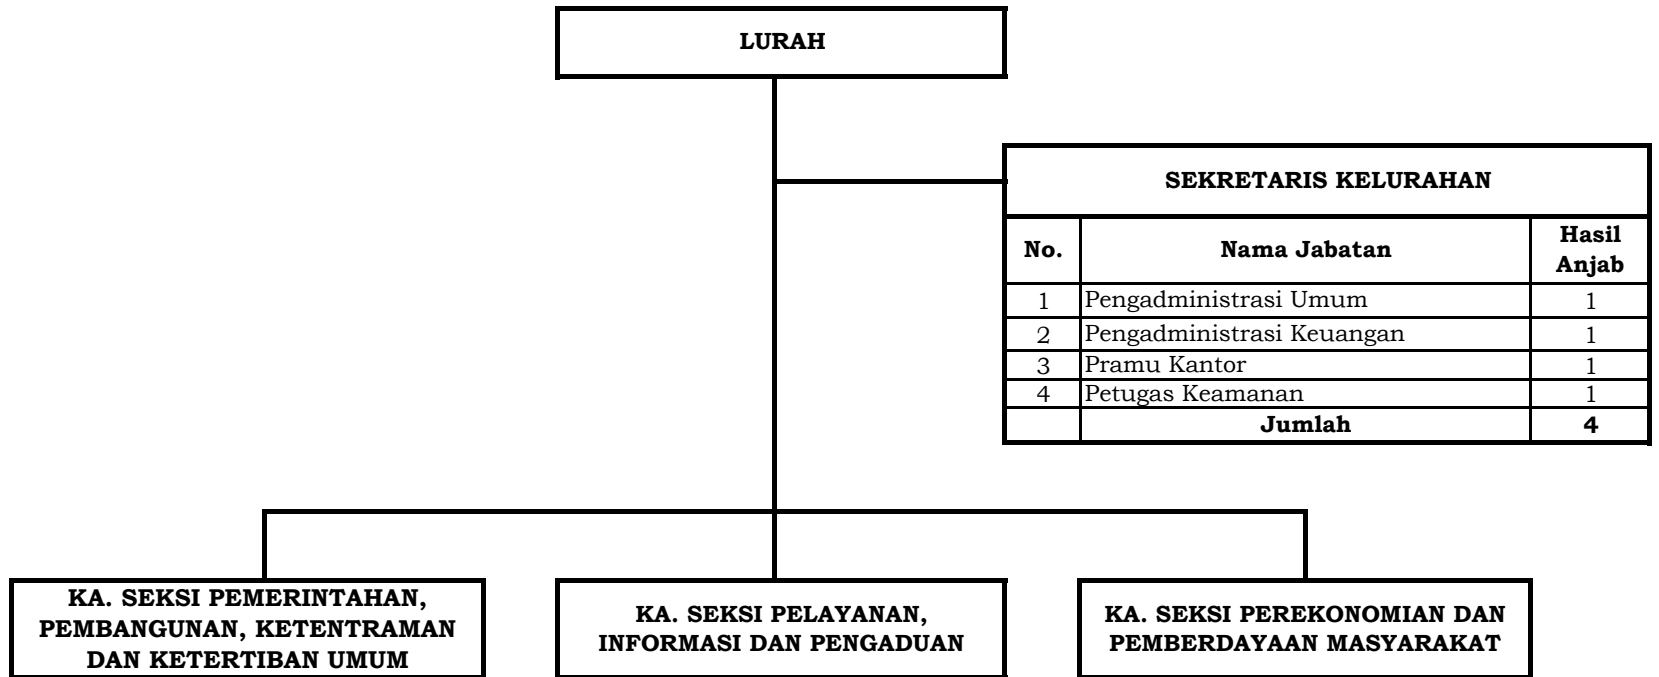 LURAH
SEKRETARIS KELURAHAN
No. Nama Jabatan Hasil Anjab
1 Pengadministrasi Umum 1
2 Pengadministrasi Keuangan 1
3 Pramu Kantor 1
4 Petugas Keamanan 1
Jumlah 4
KA. SEKSI PEMERINTAHAN,
PEMBANGUNAN, KETENTRAMAN
DAN KETERTIBAN UMUM
KA. SEKSI PELAYANAN,
INFORMASI DAN PENGADUAN
KA. SEKSI PEREKONOMIAN DAN
PEMBERDAYAAN MASYARAKAT